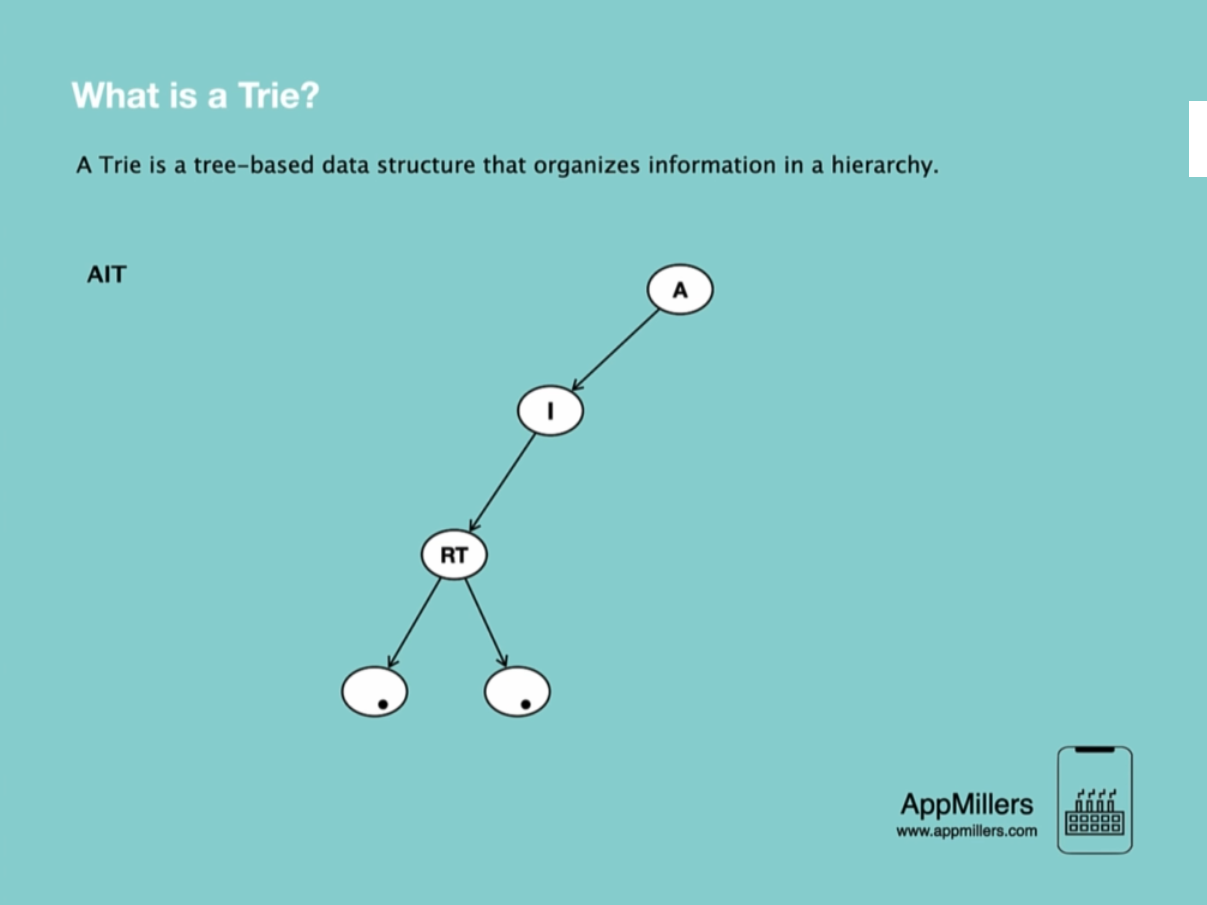 What is a Trie?
A Trie is a tree-based data structure that organizes information in a hierarchy.
AIT
A
I
RT
AppMillers
www.appmillers.com